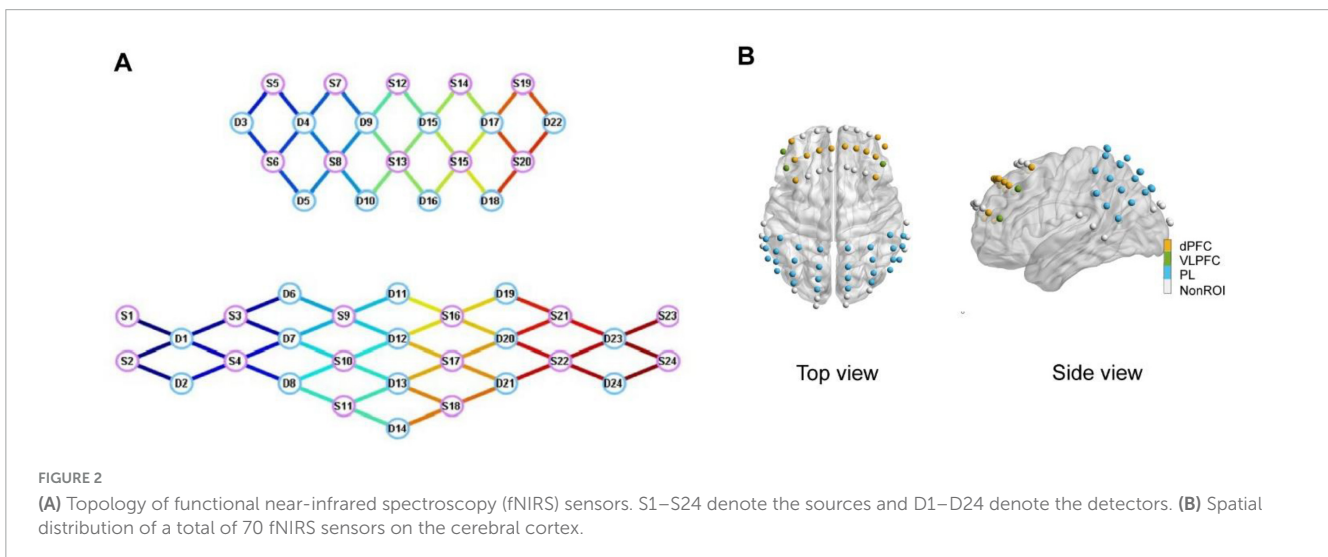 A
B
S5 S7 S12 S14 S19
D3 D4 D9 D15 D17 D22
S6 S8 S13 S15 S20
D5 D10 D16 D18
D6 D11 D19
S1 S3 S9 S16 S21 S23
D1 D7 D12 D20 D23
S2 S4 S10 S17 S22 S24
D2 D8 D13 D21 D24
S11 S18
D14
dPFC
VLPFC
PL
NonROI
Top view
Side view
FIGURE 2
(A) Topology of functional near-infrared spectroscopy (fNIRS) sensors. S1–S24 denote the sources and D1–D24 denote the detectors. (B) Spatial
distribution of a total of 70 fNIRS sensors on the cerebral cortex.